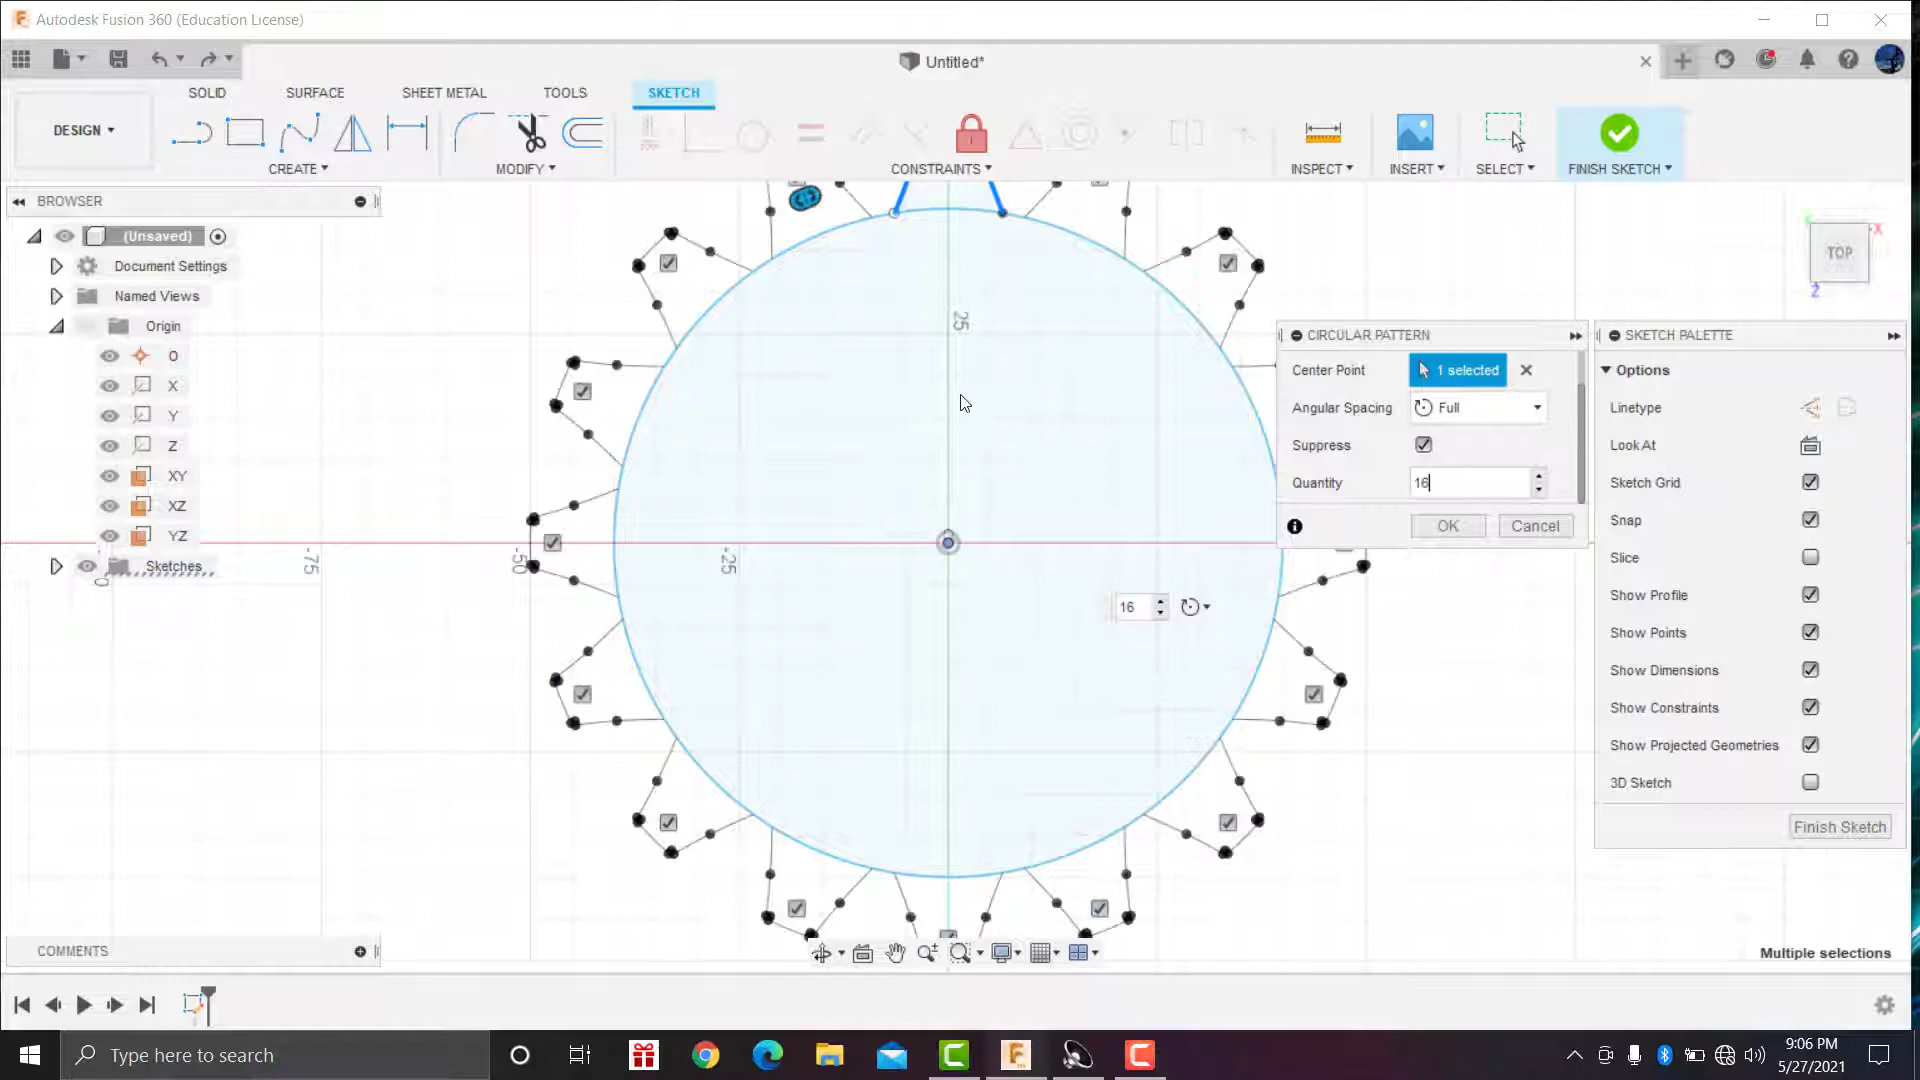 Autodesk Fusion 360 (Education License)
Untitled*
SOLID SURFACE SHEET METAL TOOLS SKETCH
DESIGN ▾
CREATE ▾ MODIFY ▾ CONSTRAINTS ▾ INSPECT ▾ INSERT ▾ SELECT ▾ FINISH SKETCH ▾
BROWSER
(Unsaved)
Document Settings
Named Views
Origin
O
X
Y
Z
XY
XZ
YZ
Sketches
0
-75
-50
-25
25
16
TOP
X
Z
CIRCULAR PATTERN
Center Point 1 selected
Angular Spacing Full
Suppress
Quantity 16
OK Cancel
SKETCH PALETTE
Options
Linetype
Look At
Sketch Grid
Snap
Slice
Show Profile
Show Points
Show Dimensions
Show Constraints
Show Projected Geometries
3D Sketch
Finish Sketch
COMMENTS
Multiple selections
Type here to search
9:06 PM
5/27/2021